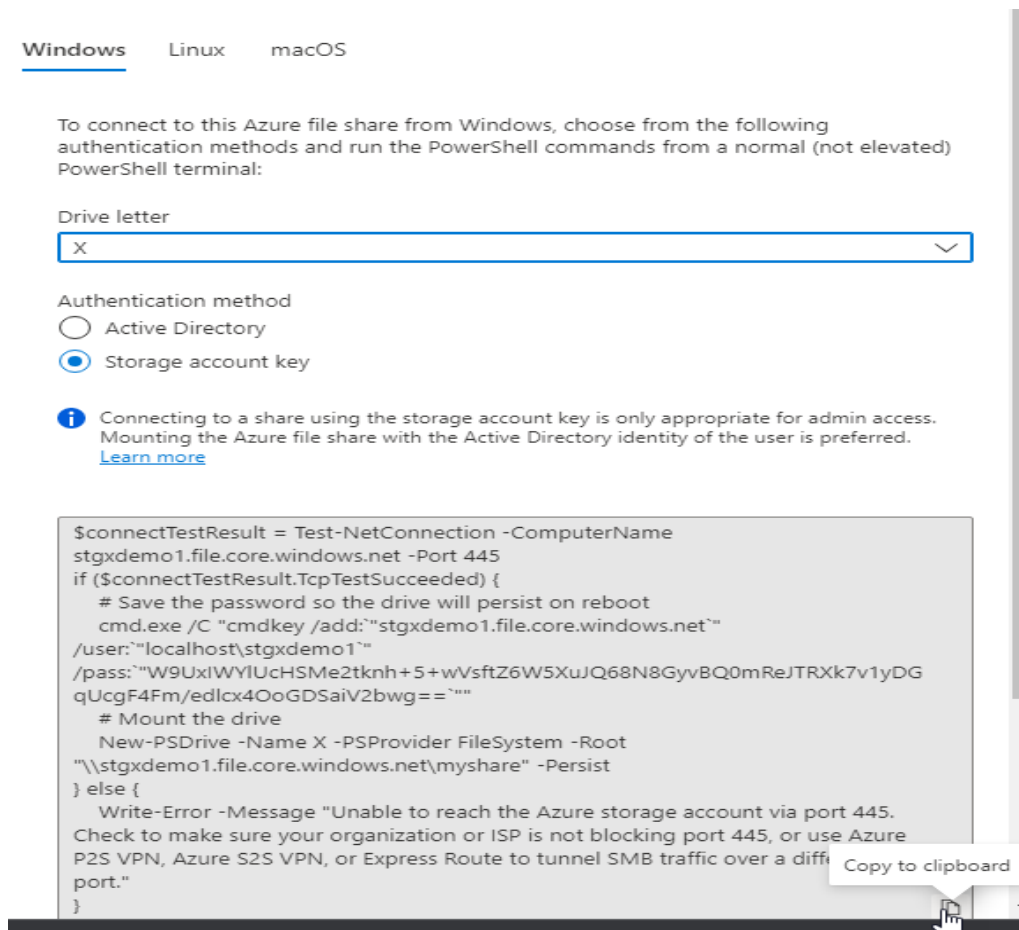 Windows Linux macOS
To connect to this Azure file share from Windows, choose from the following
authentication methods and run the PowerShell commands from a normal (not elevated)
PowerShell terminal:
Drive letter
X
Authentication method
Active Directory
Storage account key
Connecting to a share using the storage account key is only appropriate for admin access.
Mounting the Azure file share with the Active Directory identity of the user is preferred.
Learn more
$connectTestResult = Test-NetConnection -ComputerName
stgxdemo1.file.core.windows.net -Port 445
if ($connectTestResult.TcpTestSucceeded) {
# Save the password so the drive will persist on reboot
cmd.exe /C "cmdkey /add:`"stgxdemo1.file.core.windows.net`"
/user:`"localhost\stgxdemo1`"
/pass:`"W9UxIWYlUcHSMe2tknh+5+wVsftZ6W5XuJQ68N8GyvBQ0mReJTRXk7v1yDG
qUcgF4Fm/edlcx4OoGDSaiV2bwg==`""
# Mount the drive
New-PSDrive -Name X -PSProvider FileSystem -Root
"\\stgxdemo1.file.core.windows.net\myshare" -Persist
} else {
Write-Error -Message "Unable to reach the Azure storage account via port 445.
Check to make sure your organization or ISP is not blocking port 445, or use Azure
P2S VPN, Azure S2S VPN, or Express Route to tunnel SMB traffic over a diffe
Copy to clipboard
port."
}